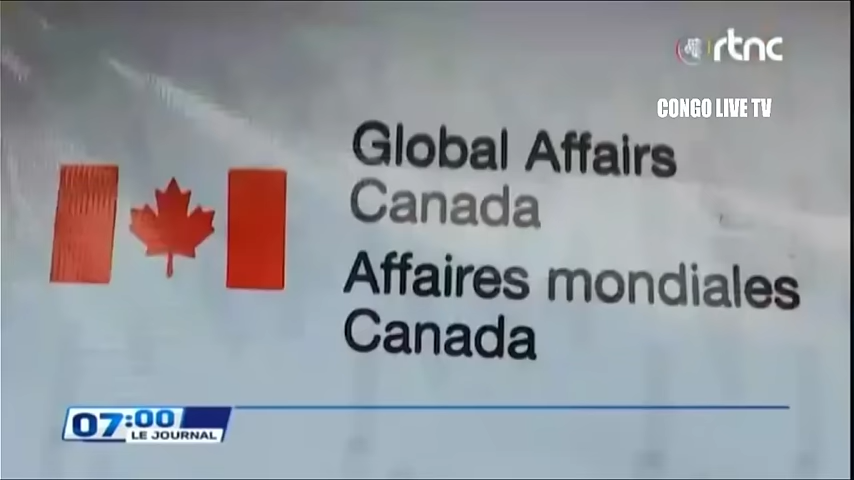 rtnc
CONGO LIVE TV
Global Affairs
Canada
Affaires mondiales
Canada
07:00
LE JOURNAL